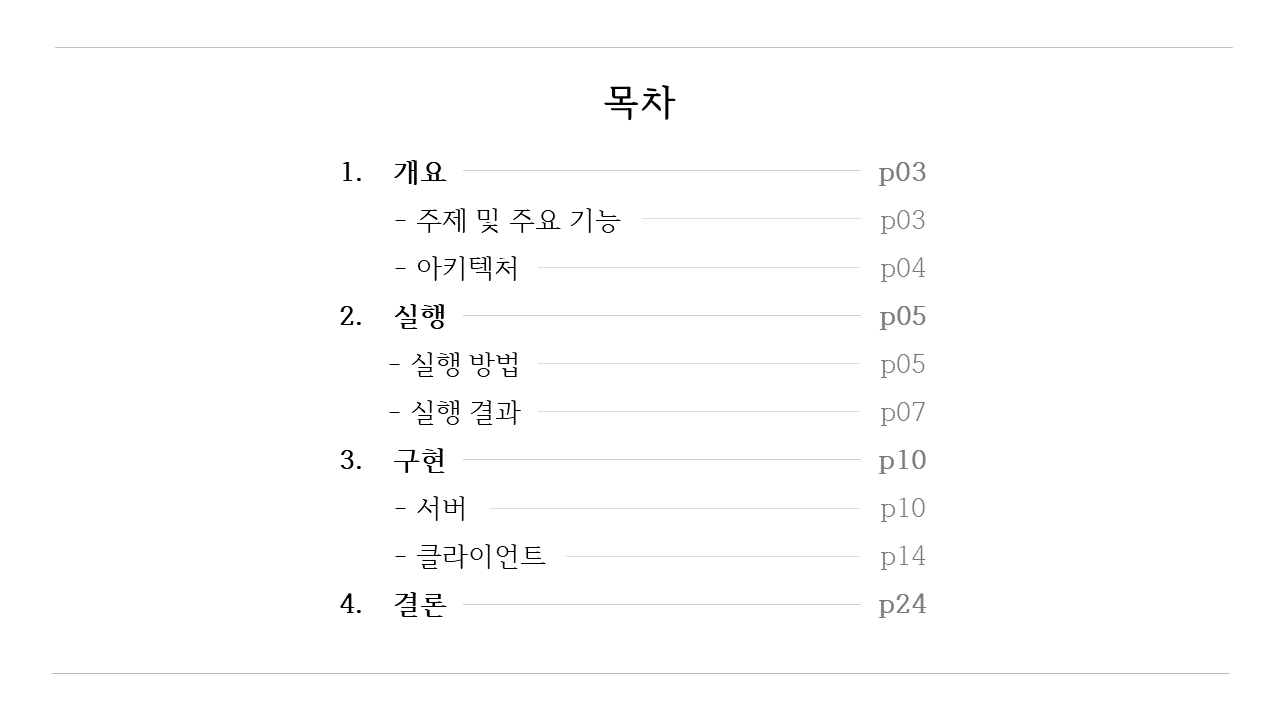 목차
1. 개요 p03
- 주제 및 주요 기능 p03
- 아키텍처 p04
2. 실행 p05
- 실행 방법 p05
- 실행 결과 p07
3. 구현 p10
- 서버 p10
- 클라이언트 p14
4. 결론 p24